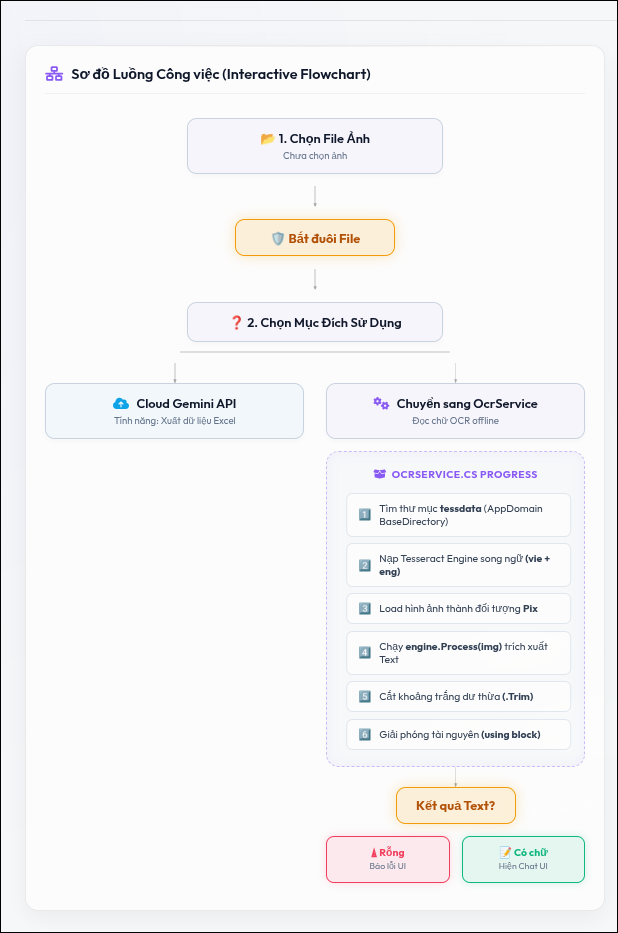 Sơ đồ Luồng Công việc (Interactive Flowchart)
📂 1. Chọn File Ảnh
Chưa chọn ảnh
🛡️ Bắt đuôi File
❓ 2. Chọn Mục Đích Sử Dụng
Cloud Gemini API
Tính năng: Xuất dữ liệu Excel
Chuyển sang OcrService
Đọc chữ OCR offline
OCRSERVICE.CS PROGRESS
1️⃣ Tìm thư mục tessdata (AppDomain
BaseDirectory)
2️⃣ Nạp Tesseract Engine song ngữ (vie +
eng)
3️⃣ Load hình ảnh thành đối tượng Pix
4️⃣ Chạy engine.Process(img) trích xuất
Text
5️⃣ Cắt khoảng trắng dư thừa (.Trim)
6️⃣ Giải phóng tài nguyên (using block)
Kết quả Text?
Rỗng
Báo lỗi UI
📝 Có chữ
Hiện Chat UI